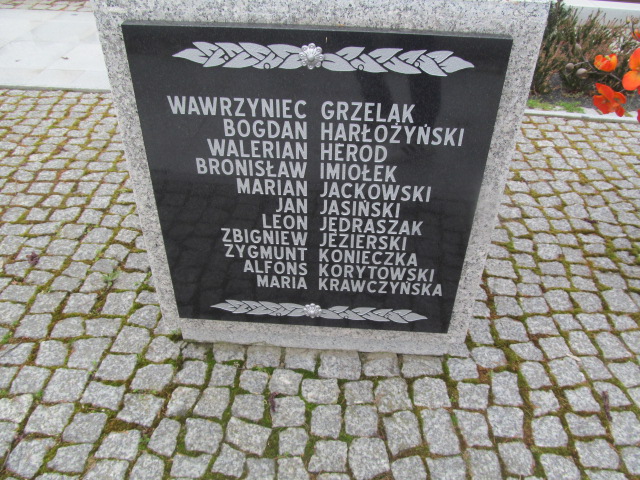 WAWRZYNIEC GRZELAK
BOGDAN HARŁOŻYŃSKI
WALERIAN HEROD
BRONISŁAW IMIOŁEK
MARIAN JACKOWSKI
JAN JASIŃSKI
LEON JĘDRASZAK
ZBIGNIEW JEZIERSKI
ZYGMUNT KONIECZKA
ALFONS KORYTOWSKI
MARIA KRAWCZYŃSKA